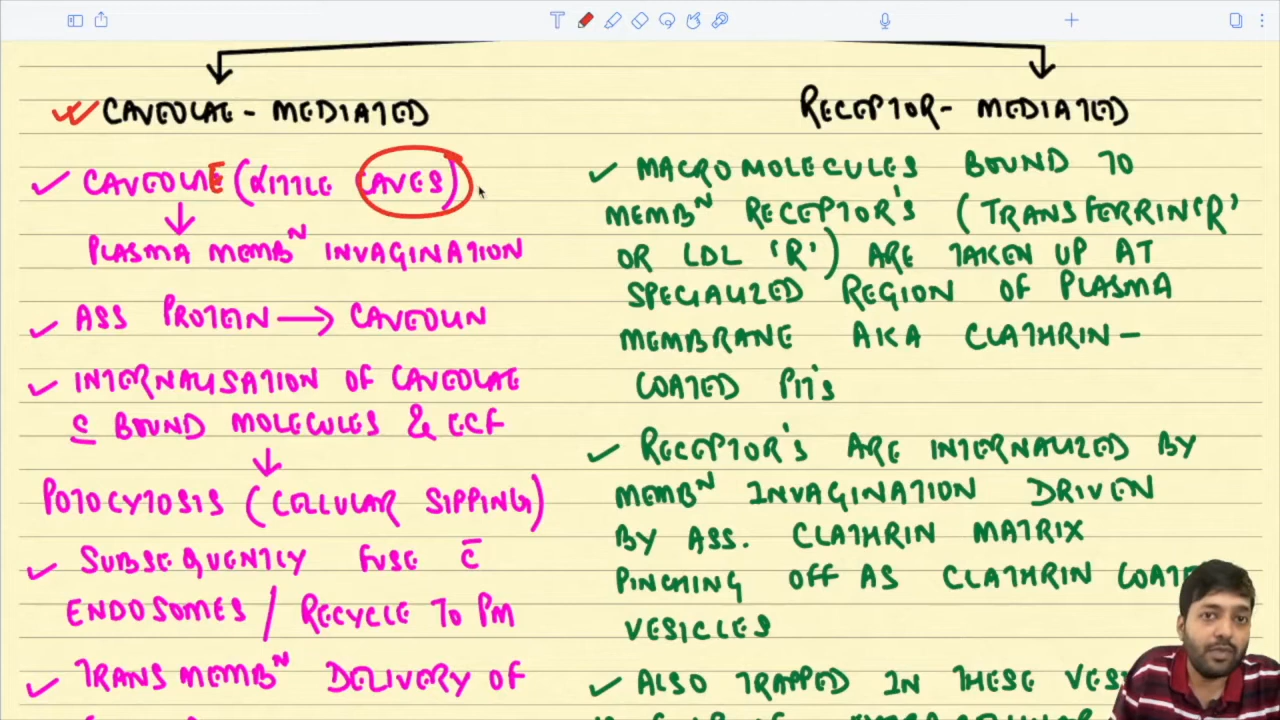 CAVEOLAE - MEDIATED
CAVEOLAE (LITTLE CAVES)
PLASMA MEMBᴺ INVAGINATION
ASS PROTEIN → CAVEOLIN
INTERNALISATION OF CAVEOLAE
c̲ BOUND MOLECULES & ECF
POTOCYTOSIS (CELLULAR SIPPING)
SUBSEQUENTLY FUSE c̄
ENDOSOMES / RECYCLE TO PM
TRANS MEMBᴺ DELIVERY OF
RECEPTOR - MEDIATED
MACROMOLECULES BOUND TO
MEMBᴺ RECEPTOR'S (TRANSFERRIN 'R'
OR LDL 'R') ARE TAKEN UP AT
SPECIALIZED REGION OF PLASMA
MEMBRANE AKA CLATHRIN -
COATED PIT'S
RECEPTOR'S ARE INTERNALIZED BY
MEMBᴺ INVAGINATION DRIVEN
BY ASS. CLATHRIN MATRIX
PINCHING OFF AS CLATHRIN COATE
VESICLES
ALSO TRAPPED IN THESE VES